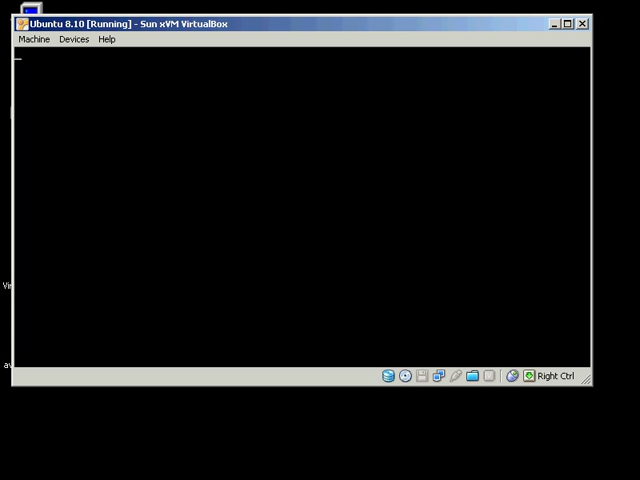 Ubuntu 8.10 [Running] - Sun xVM VirtualBox
Machine Devices Help
Right Ctrl